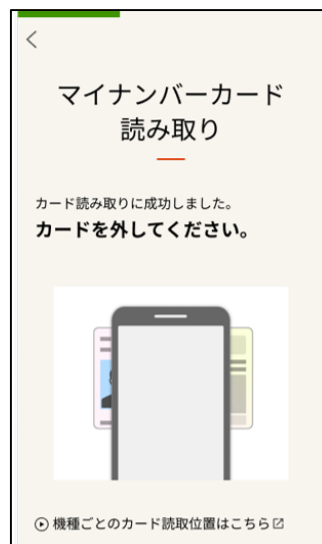 マイナンバーカード
読み取り
カード読み取りに成功しました。
カードを外してください。
機種ごとのカード読取位置はこちら